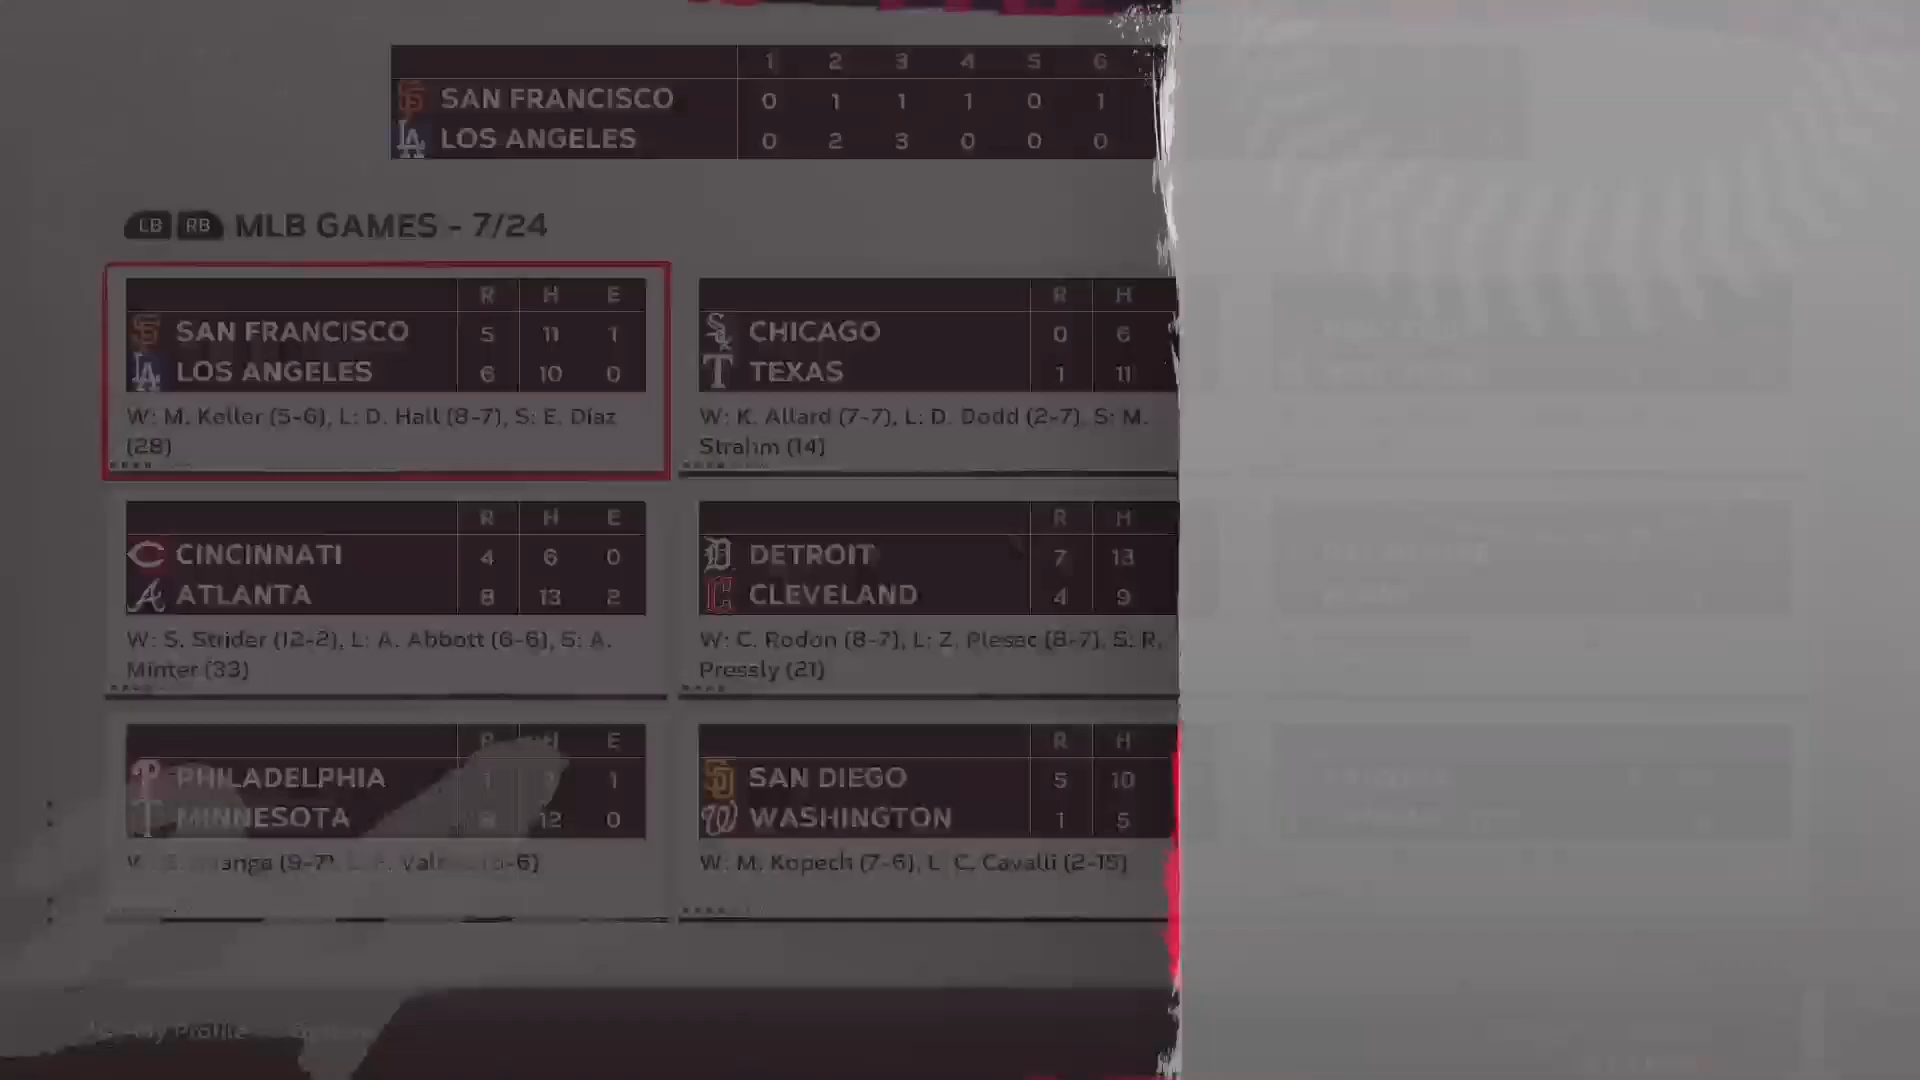 1 2 3 4 5 6
SAN FRANCISCO 0 1 1 1 0 1
LOS ANGELES 0 2 3 0 0 0
LB RB MLB GAMES - 7/24
R H E
SAN FRANCISCO 5 11 1
LOS ANGELES 6 10 0
W: M. Keller (5-6), L: D. Hall (8-7), S: E. Díaz
(28)
R H
CHICAGO 0 6
TEXAS 1 11
W: K. Allard (7-7), L: D. Dodd (2-7), S: M.
Strahm (14)
R H E
CINCINNATI 4 6 0
ATLANTA 8 13 2
W: S. Strider (12-2), L: A. Abbott (6-6), S: A.
Minter (33)
R H
DETROIT 7 13
CLEVELAND 4 9
W: C. Rodon (8-7), L: Z. Plesac (8-7), S: R.
Pressly (21)
R H E
PHILADELPHIA 1 1
MINNESOTA 12 0
W: (9-7), L:
R H
SAN DIEGO 5 10
WASHINGTON 1 5
W: M. Kopech (7-6), L: C. Cavalli (2-15)
Profile